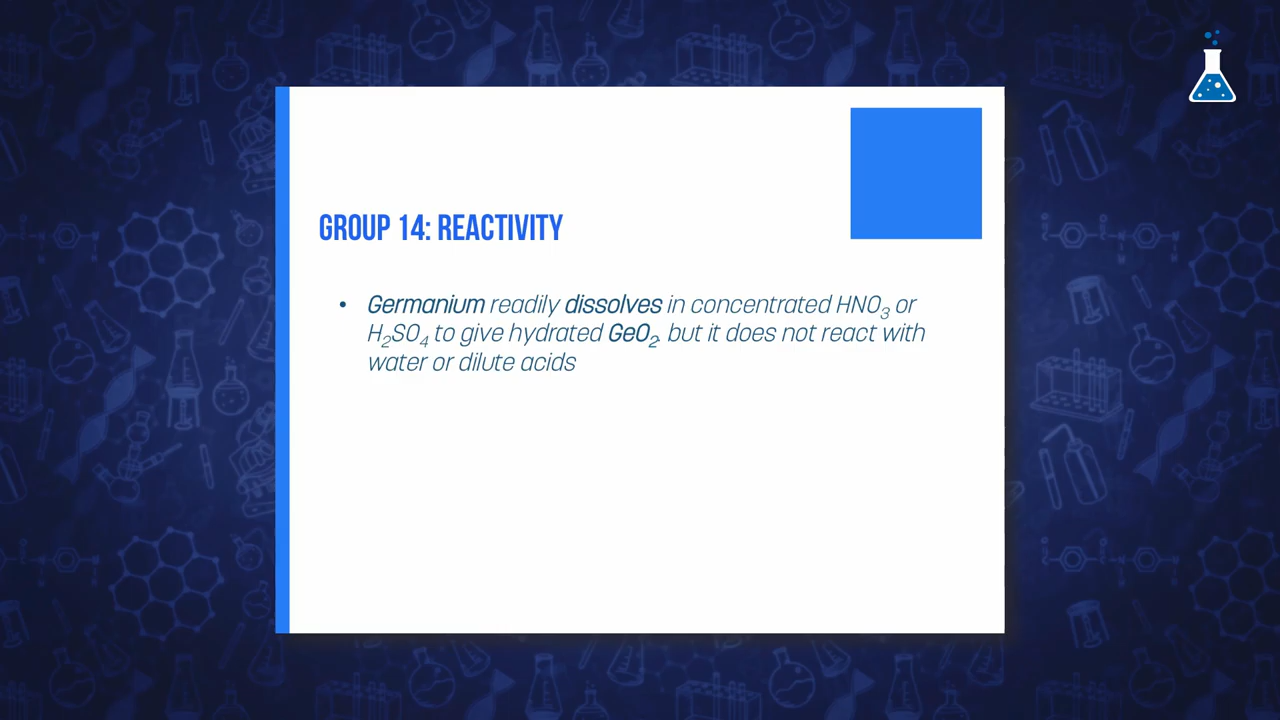 GROUP 14: REACTIVITY
• Germanium readily dissolves in concentrated HNO₃ or
H₂SO₄ to give hydrated GeO₂, but it does not react with
water or dilute acids